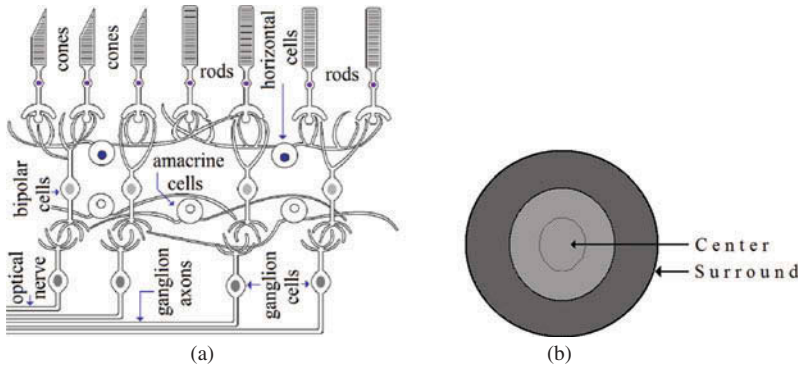 cones
cones
rods
horizontal
cells
rods
amacrine
cells
bipolar
cells
optical
nerve
ganglion
axons
ganglion
cells
Center
Surround
(a)
(b)